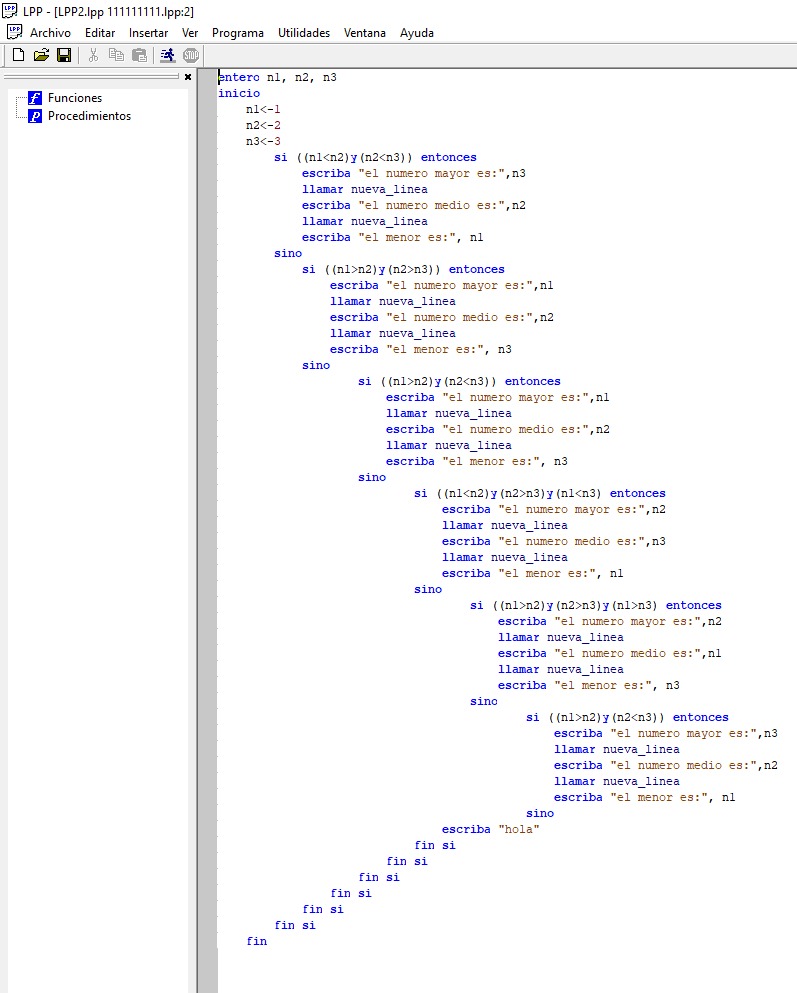 LPP - [LPP2.lpp 111111111.lpp:2]
Archivo Editar Insertar Ver Programa Utilidades Ventana Ayuda
Funciones
Procedimientos
entero n1, n2, n3
inicio
n1<-1
n2<-2
n3<-3
si ((n1<n2)y(n2<n3)) entonces
escriba "el numero mayor es:",n3
llamar nueva_linea
escriba "el numero medio es:",n2
llamar nueva_linea
escriba "el menor es:", n1
sino
si ((n1>n2)y(n2>n3)) entonces
escriba "el numero mayor es:",n1
llamar nueva_linea
escriba "el numero medio es:",n2
llamar nueva_linea
escriba "el menor es:", n3
sino
si ((n1>n2)y(n2<n3)) entonces
escriba "el numero mayor es:",n1
llamar nueva_linea
escriba "el numero medio es:",n2
llamar nueva_linea
escriba "el menor es:", n3
sino
si ((n1<n2)y(n2>n3)y(n1<n3) entonces
escriba "el numero mayor es:",n2
llamar nueva_linea
escriba "el numero medio es:",n3
llamar nueva_linea
escriba "el menor es:", n1
sino
si ((n1>n2)y(n2>n3)y(n1>n3) entonces
escriba "el numero mayor es:",n2
llamar nueva_linea
escriba "el numero medio es:",n1
llamar nueva_linea
escriba "el menor es:", n3
sino
si ((n1>n2)y(n2<n3)) entonces
escriba "el numero mayor es:",n3
llamar nueva_linea
escriba "el numero medio es:",n2
llamar nueva_linea
escriba "el menor es:", n1
sino
escriba "hola"
fin si
fin si
fin si
fin si
fin si
fin si
fin